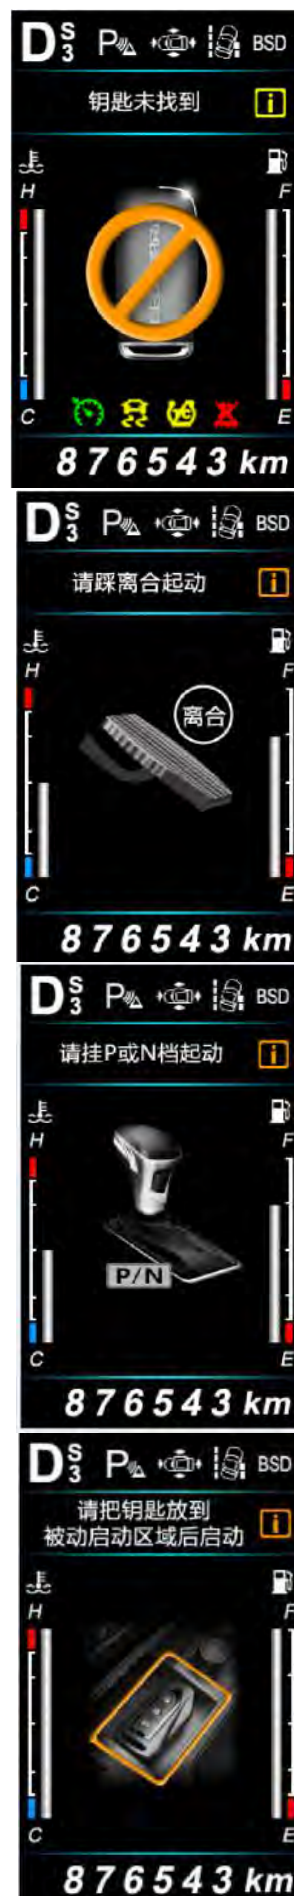 D S 3 P BSD
钥匙未找到 i
H F
C E
876543 km
D S 3 P BSD
请踩离合起动 i
H F
离合
C E
876543 km
D S 3 P BSD
请挂P或N档起动 i
H F
P/N
C E
876543 km
D S 3 P BSD
请把钥匙放到
被动启动区域后启动 i
H F
C E
876543 km